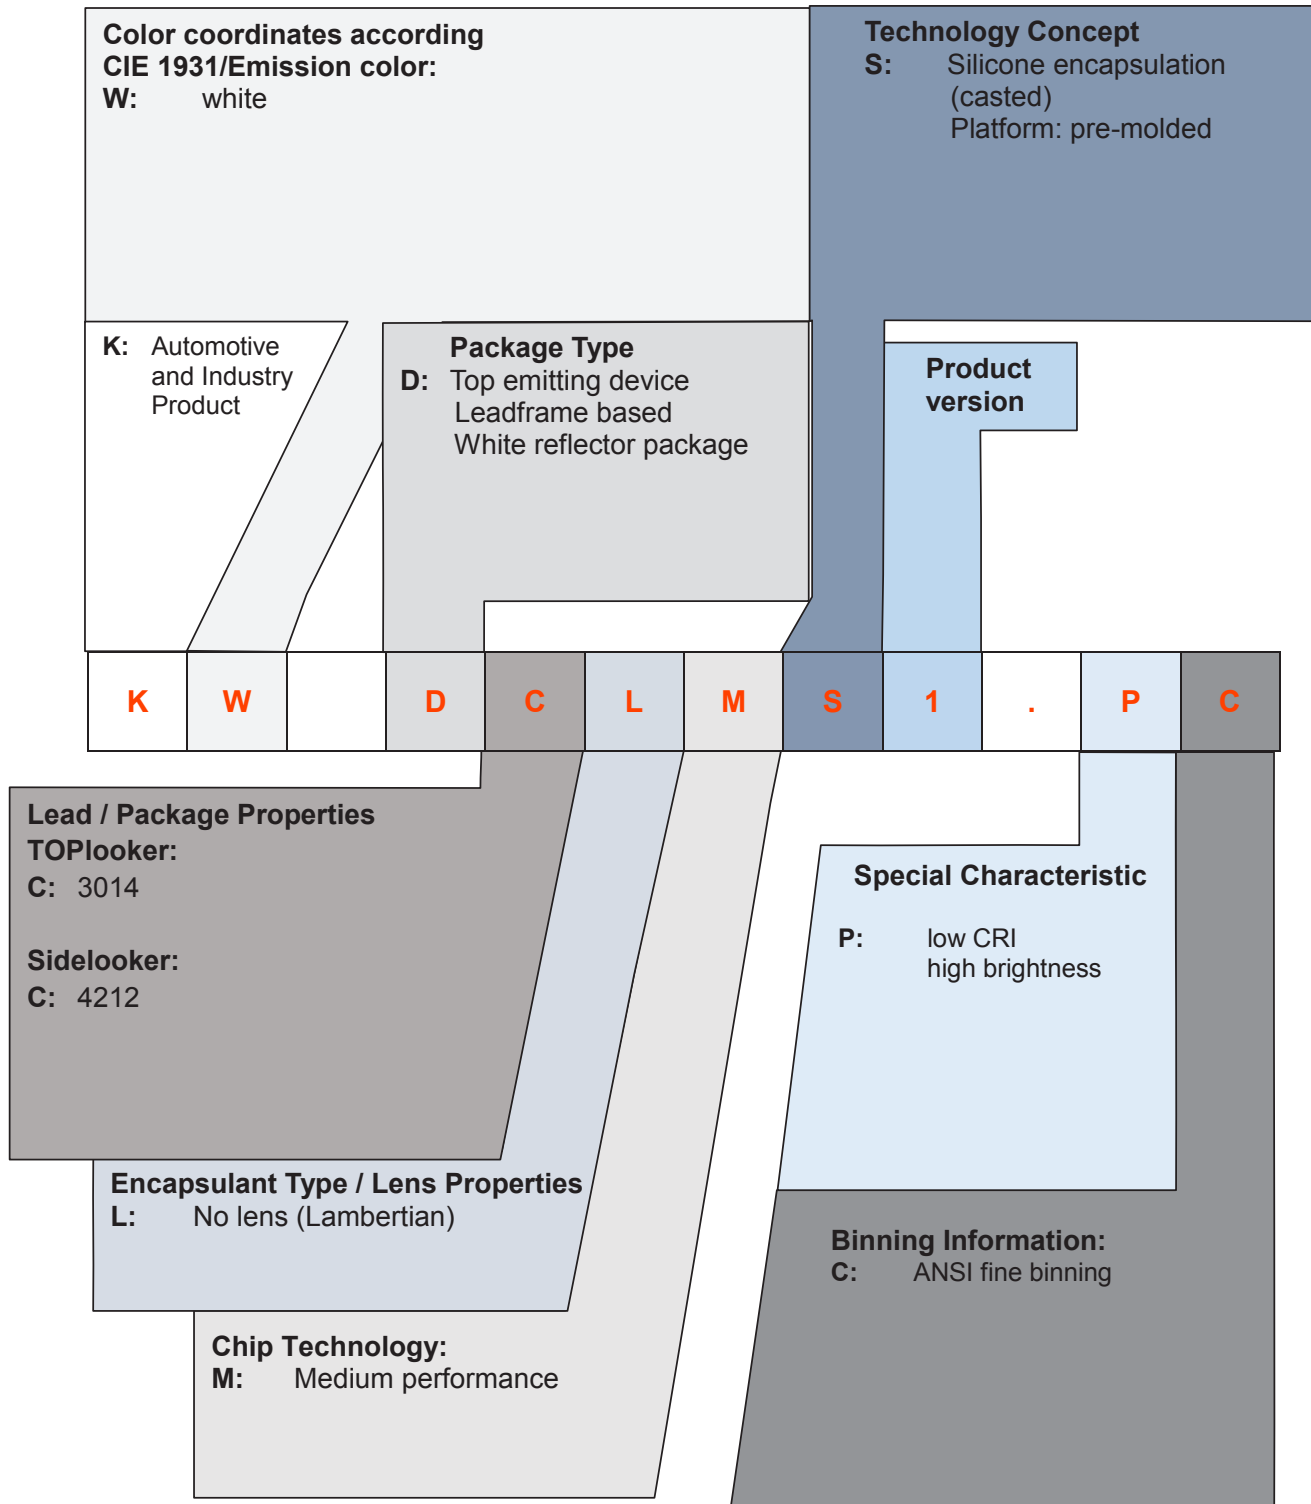 Color coordinates according
CIE 1931/Emission color:
W: white
Technology Concept
S: Silicone encapsulation
(casted)
Platform: pre-molded
K: Automotive
and Industry
Product
Package Type
D: Top emitting device
Leadframe based
White reflector package
Product
version
K W D C L M S 1 . P C
Lead / Package Properties
TOPlooker:
C: 3014
Sidelooker:
C: 4212
Special Characteristic
P: low CRI
high brightness
Encapsulant Type / Lens Properties
L: No lens (Lambertian)
Binning Information:
C: ANSI fine binning
Chip Technology:
M: Medium performance